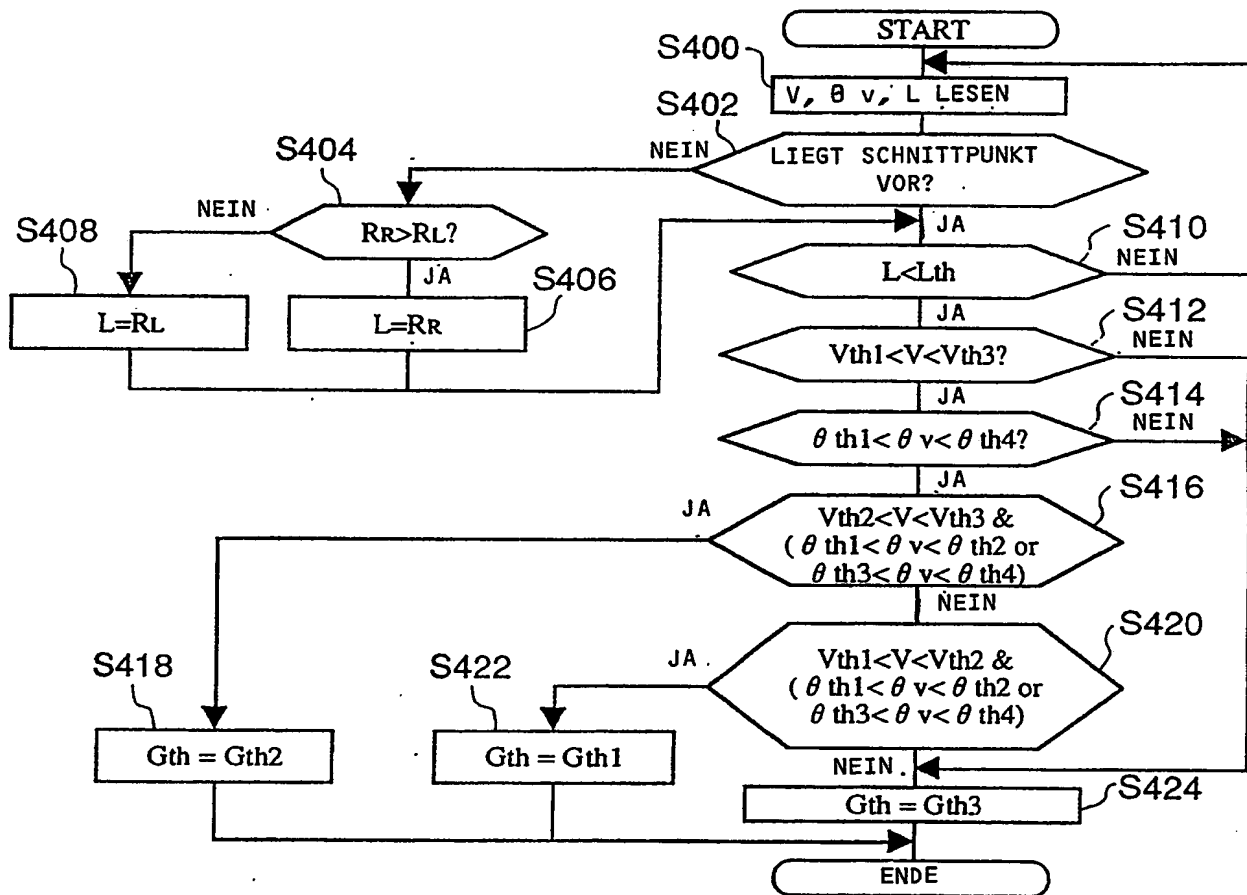 START
S400
V, θ v, L LESEN
S402
NEIN
LIEGT SCHNITTPUNKT
VOR?
S404
NEIN
RR>RL?
JA
JA
S408
S406
L=RL
L=RR
S410
L<Lth
NEIN
JA
S412
Vth1<V<Vth3?
NEIN
JA
S414
θ th1<θ v<θ th4?
NEIN
JA
S416
JA
Vth2<V<Vth3 &
( θ th1<θ v<θ th2 or
θ th3<θ v<θ th4)
NEIN
S420
JA
Vth1<V<Vth2 &
( θ th1<θ v<θ th2 or
θ th3<θ v<θ th4)
NEIN
S418
S422
Gth = Gth2
Gth = Gth1
S424
Gth = Gth3
ENDE